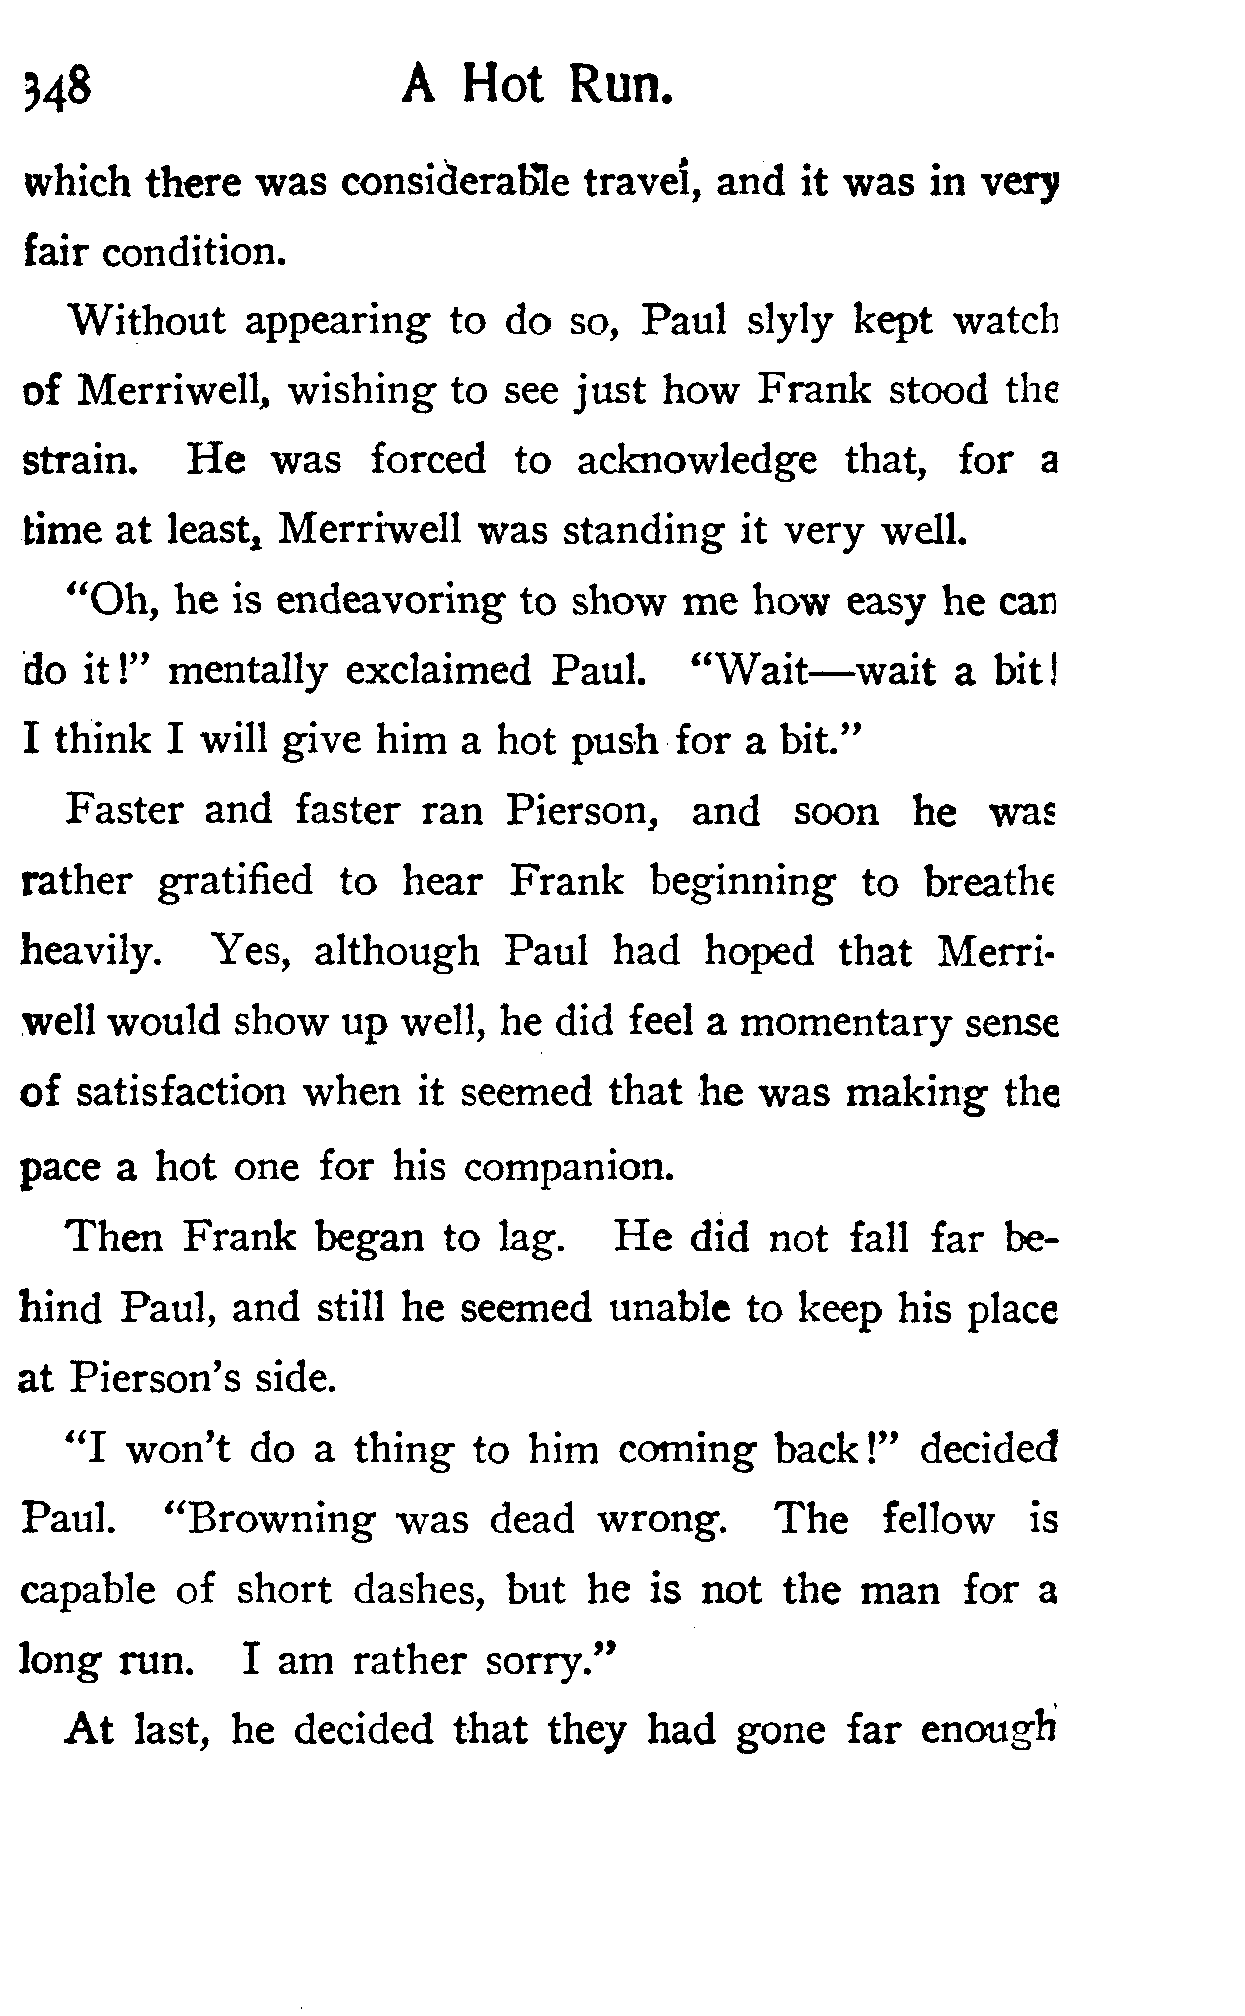 348 A Hot Run.
which there was considerable travel, and it was in very
fair condition.
Without appearing to do so, Paul slyly kept watch
of Merriwell, wishing to see just how Frank stood the
strain. He was forced to acknowledge that, for a
time at least, Merriwell was standing it very well.
“Oh, he is endeavoring to show me how easy he can
do it!” mentally exclaimed Paul. “Wait—wait a bit!
I think I will give him a hot push for a bit.”
Faster and faster ran Pierson, and soon he was
rather gratified to hear Frank beginning to breathe
heavily. Yes, although Paul had hoped that Merri-
well would show up well, he did feel a momentary sense
of satisfaction when it seemed that he was making the
pace a hot one for his companion.
Then Frank began to lag. He did not fall far be-
hind Paul, and still he seemed unable to keep his place
at Pierson's side.
“I won't do a thing to him coming back!” decided
Paul. “Browning was dead wrong. The fellow is
capable of short dashes, but he is not the man for a
long run. I am rather sorry.”
At last, he decided that they had gone far enough